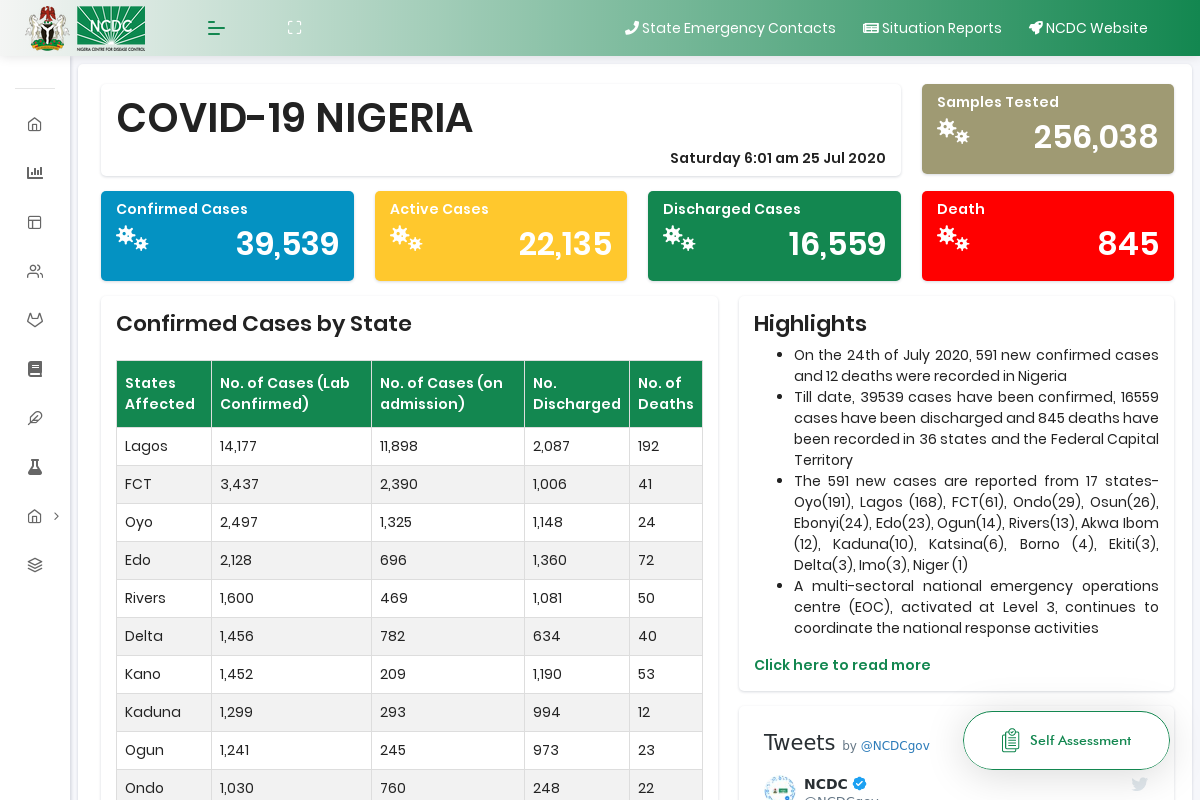 NCDC
NIGERIA CENTRE FOR DISEASE CONTROL
State Emergency Contacts
Situation Reports
NCDC Website
COVID-19 NIGERIA
Saturday 6:01 am 25 Jul 2020
Samples Tested
256,038
Confirmed Cases
39,539
Active Cases
22,135
Discharged Cases
16,559
Death
845
Confirmed Cases by State
States Affected | No. of Cases (Lab Confirmed) | No. of Cases (on admission) | No. Discharged | No. of Deaths
Lagos 14,177 11,898 2,087 192
FCT 3,437 2,390 1,006 41
Oyo 2,497 1,325 1,148 24
Edo 2,128 696 1,360 72
Rivers 1,600 469 1,081 50
Delta 1,456 782 634 40
Kano 1,452 209 1,190 53
Kaduna 1,299 293 994 12
Ogun 1,241 245 973 23
Ondo 1,030 760 248 22
Highlights
On the 24th of July 2020, 591 new confirmed cases
and 12 deaths were recorded in Nigeria
Till date, 39539 cases have been confirmed, 16559
cases have been discharged and 845 deaths have
been recorded in 36 states and the Federal Capital
Territory
The 591 new cases are reported from 17 states-
Oyo(191), Lagos (168), FCT(61), Ondo(29), Osun(26),
Ebonyi(24), Edo(23), Ogun(14), Rivers(13), Akwa Ibom
(12), Kaduna(10), Katsina(6), Borno (4), Ekiti(3),
Delta(3), Imo(3), Niger (1)
A multi-sectoral national emergency operations
centre (EOC), activated at Level 3, continues to
coordinate the national response activities
Click here to read more
Tweets by @NCDCgov
Self Assessment
NCDC
@NCDCgov